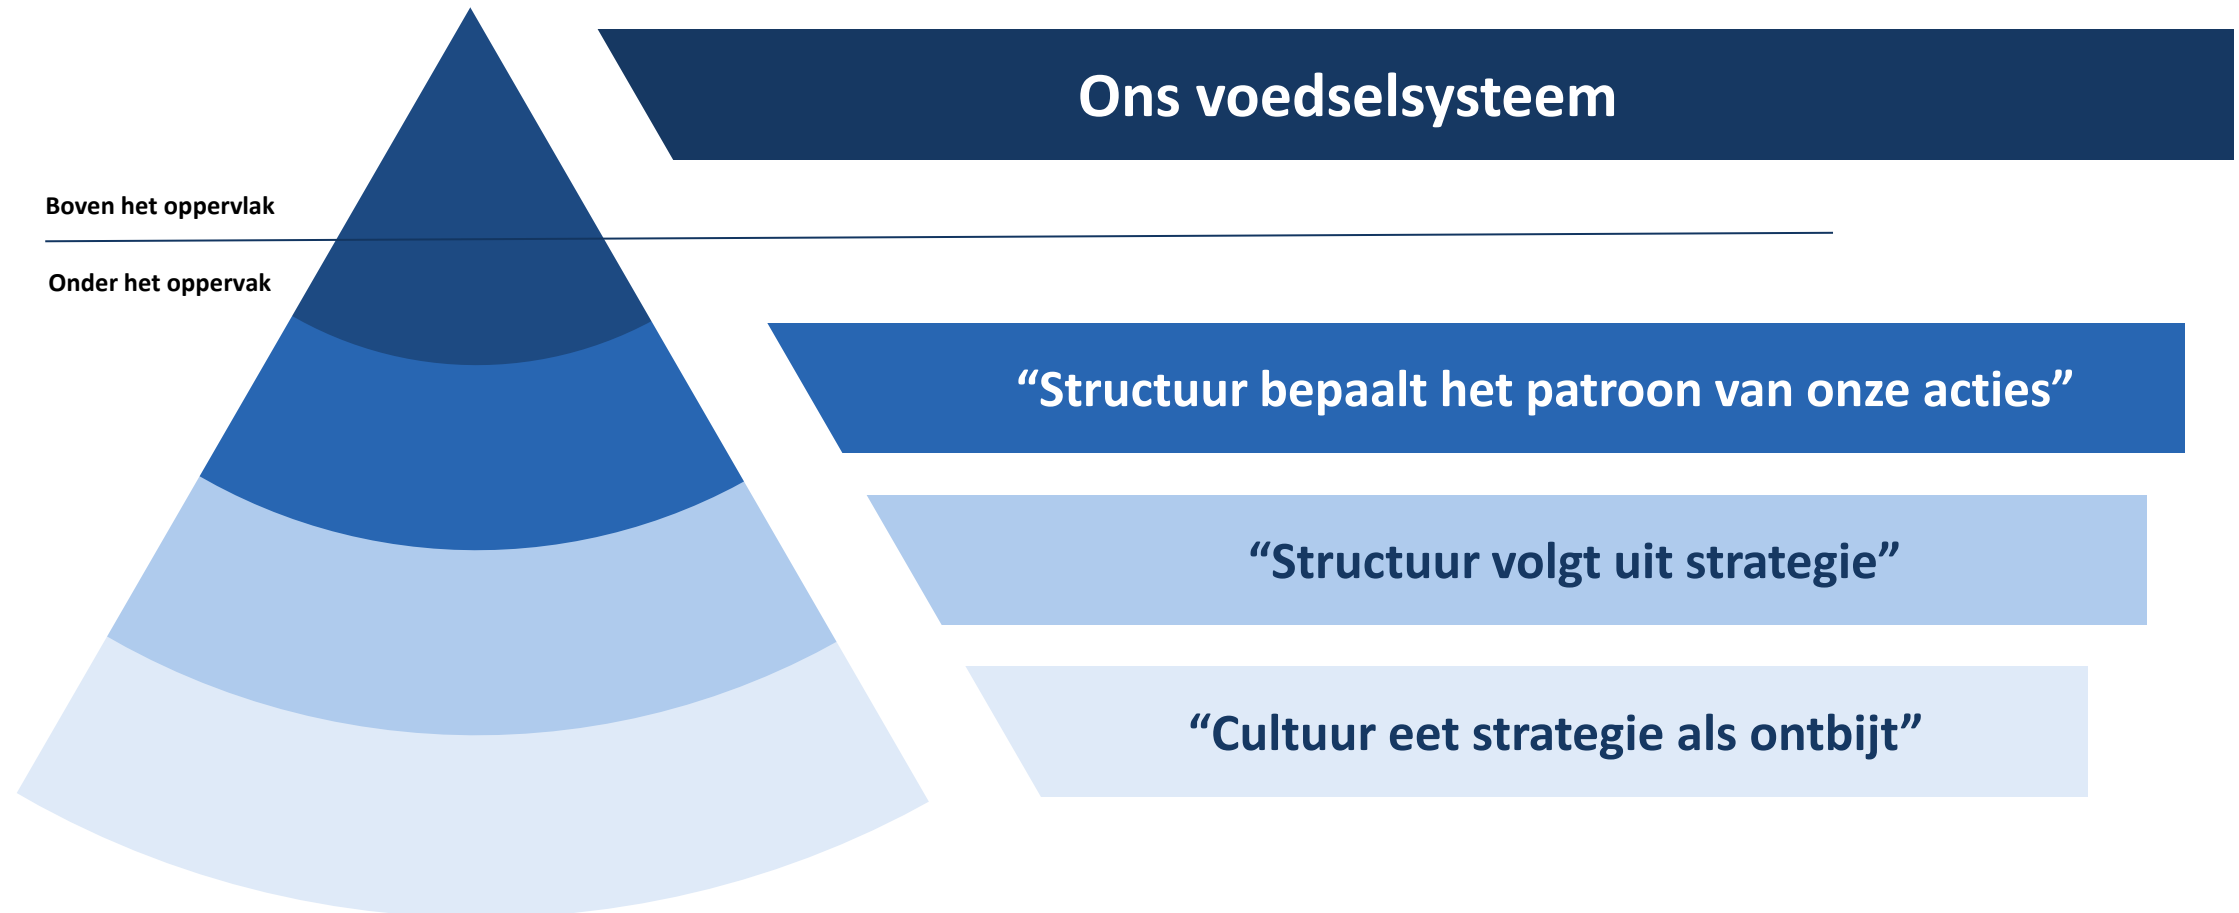 Ons voedselsysteem
Boven het oppervlak
Onder het oppervak
“Structuur bepaalt het patroon van onze acties”
“Structuur volgt uit strategie”
“Cultuur eet strategie als ontbijt”